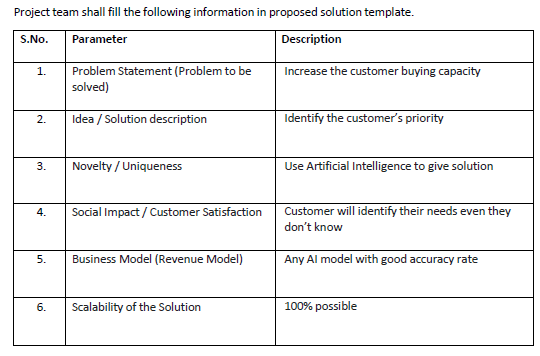 Project team shall fill the following information in proposed solution template.
S.No. Parameter Description
1. Problem Statement (Problem to be solved) Increase the customer buying capacity
2. Idea / Solution description Identify the customer's priority
3. Novelty / Uniqueness Use Artificial Intelligence to give solution
4. Social Impact / Customer Satisfaction Customer will identify their needs even they don't know
5. Business Model (Revenue Model) Any AI model with good accuracy rate
6. Scalability of the Solution 100% possible